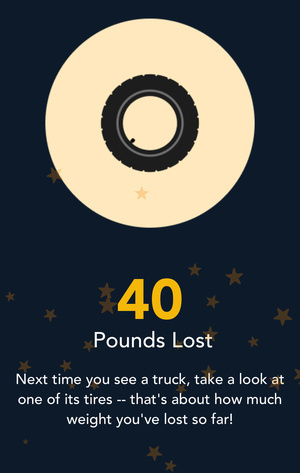 40
Pounds Lost
Next time you see a truck, take a look at
one of its tires -- that's about how much
weight you've lost so far!